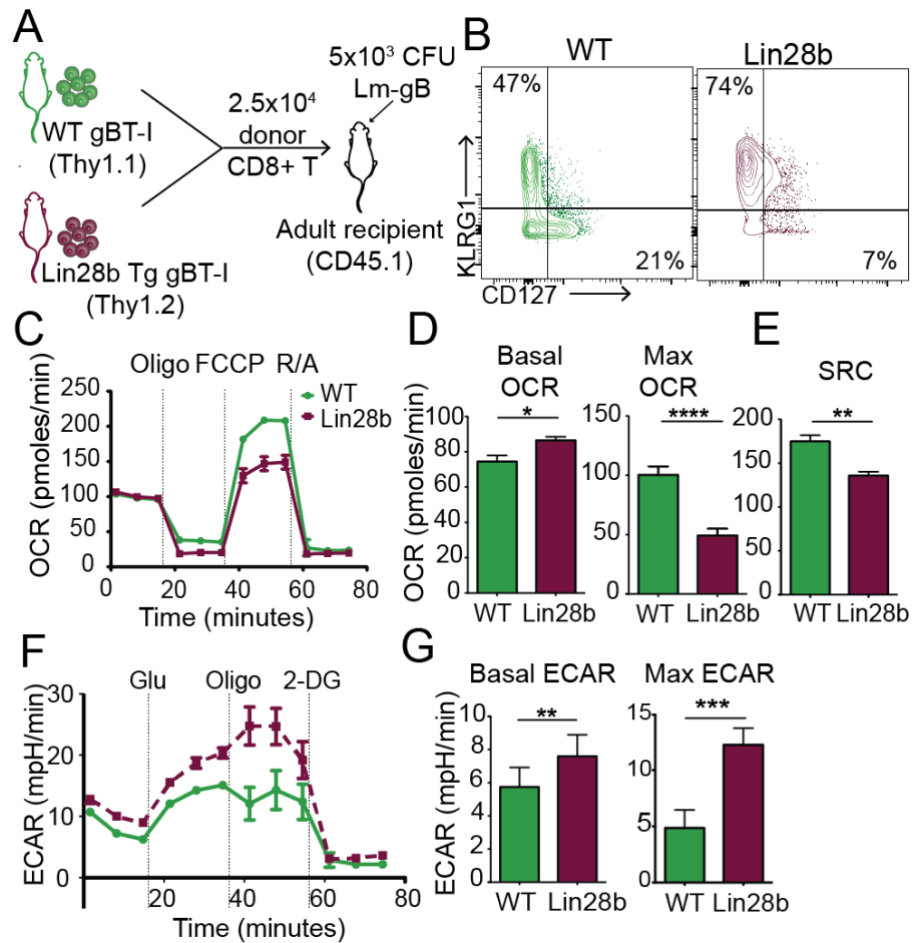 A
WT gBT-I
(Thy1.1)
Lin28b Tg gBT-I
(Thy1.2)
2.5x10⁴
donor
CD8+ T
5x10³ CFU
Lm-gB
Adult recipient
(CD45.1)
B
WT
Lin28b
47%
21%
74%
7%
KLRG1
CD127
C
Oligo FCCP R/A
WT
Lin28b
OCR (pmoles/min)
250
200
150
100
50
0
0 20 40 60 80
Time (minutes)
D
Basal
OCR
*
OCR (pmoles/min)
100
80
60
40
20
0
WT Lin28b
Max
OCR
****
150
100
50
0
WT Lin28b
E
SRC
**
200
150
100
50
0
WT Lin28b
F
Glu Oligo 2-DG
ECAR (mpH/min)
30
20
10
0
20 40 60 80
Time (minutes)
G
Basal ECAR
**
ECAR (mpH/min)
10
8
6
4
2
0
WT Lin28b
Max ECAR
***
15
10
5
0
WT Lin28b